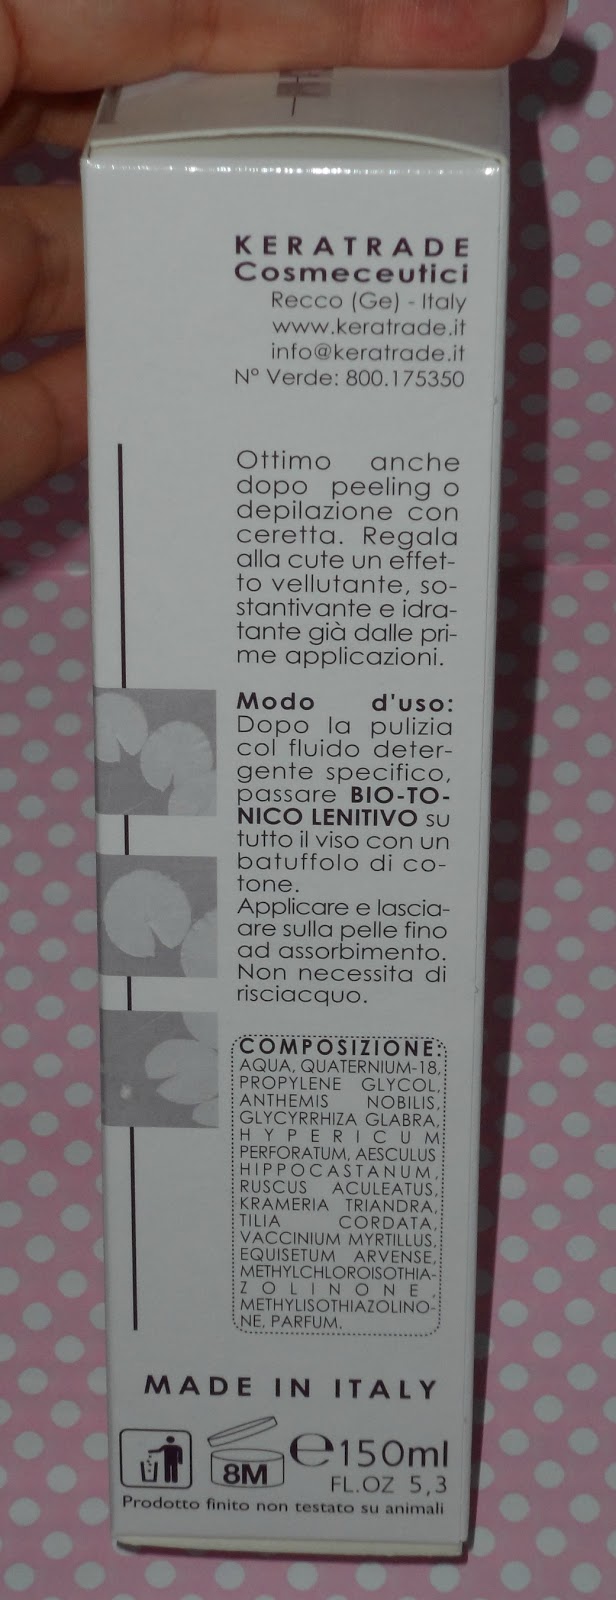 KERATRADE
Cosmeceutici
Recco (Ge) - Italy
www.keratrade.it
info@keratrade.it
N° Verde: 800.175350
Ottimo anche
dopo peeling o
depilazione con
ceretta. Regala
alla cute un effet-
to vellutante, so-
stantivante e idra-
tante già dalle pri-
me applicazioni.
Modo d'uso:
Dopo la pulizia
col fluido deter-
gente specifico,
passare BIO-TO-
NICO LENITIVO su
tutto il viso con un
batuffolo di co-
tone.
Applicare e lascia-
are sulla pelle fino
ad assorbimento.
Non necessita di
risciacquo.
COMPOSIZIONE:
AQUA, QUATERNIUM-18,
PROPYLENE GLYCOL,
ANTHEMIS NOBILIS,
GLYCYRRHIZA GLABRA,
HYPERICUM
PERFORATUM, AESCULUS
HIPPOCASTANUM,
RUSCUS ACULEATUS,
KRAMERIA TRIANDRA,
TILIA CORDATA,
VACCINIUM MYRTILLUS,
EQUISETUM ARVENSE,
METHYLCHLOROISOTHIA-
ZOLINONE,
METHYLISOTHIAZOLINO-
NE, PARFUM.
MADE IN ITALY
8M
℮150ml
FL.OZ 5,3
Prodotto finito non testato su animali